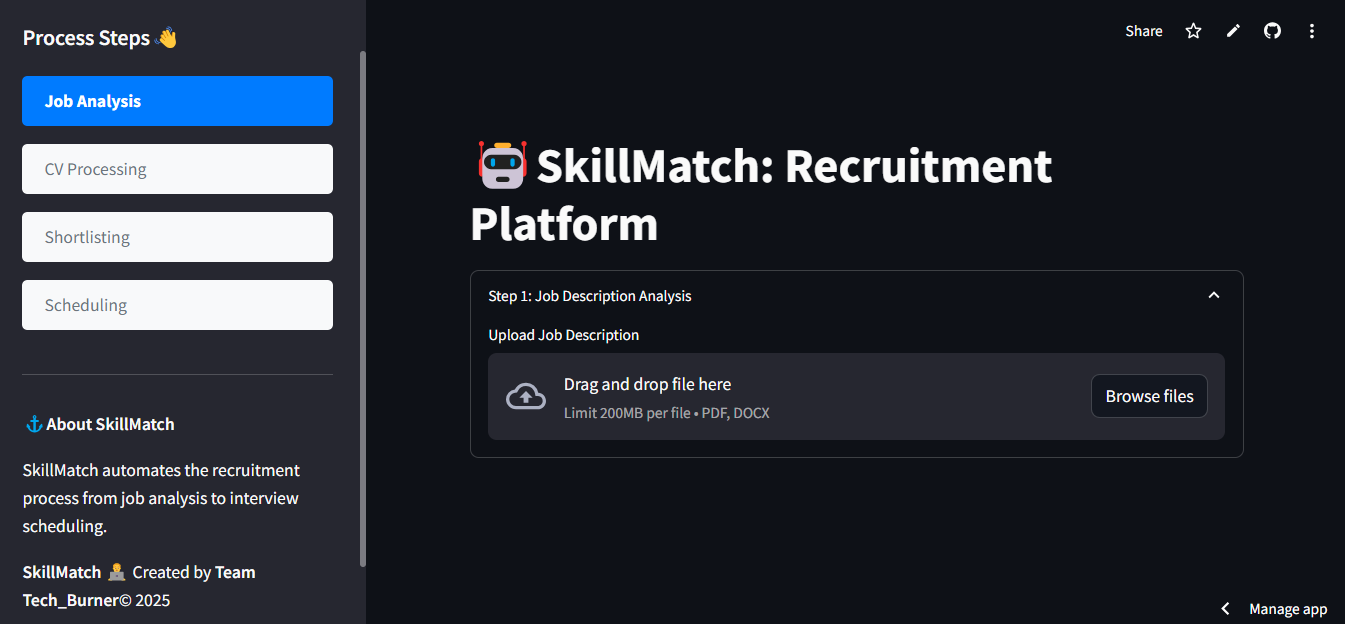 Process Steps 👋
Job Analysis
CV Processing
Shortlisting
Scheduling
⚓ About SkillMatch
SkillMatch automates the recruitment
process from job analysis to interview
scheduling.
SkillMatch 🧑‍💻 Created by Team
Tech_Burner© 2025
Share
🤖 SkillMatch: Recruitment
Platform
Step 1: Job Description Analysis
Upload Job Description
Drag and drop file here
Limit 200MB per file • PDF, DOCX
Browse files
Manage app